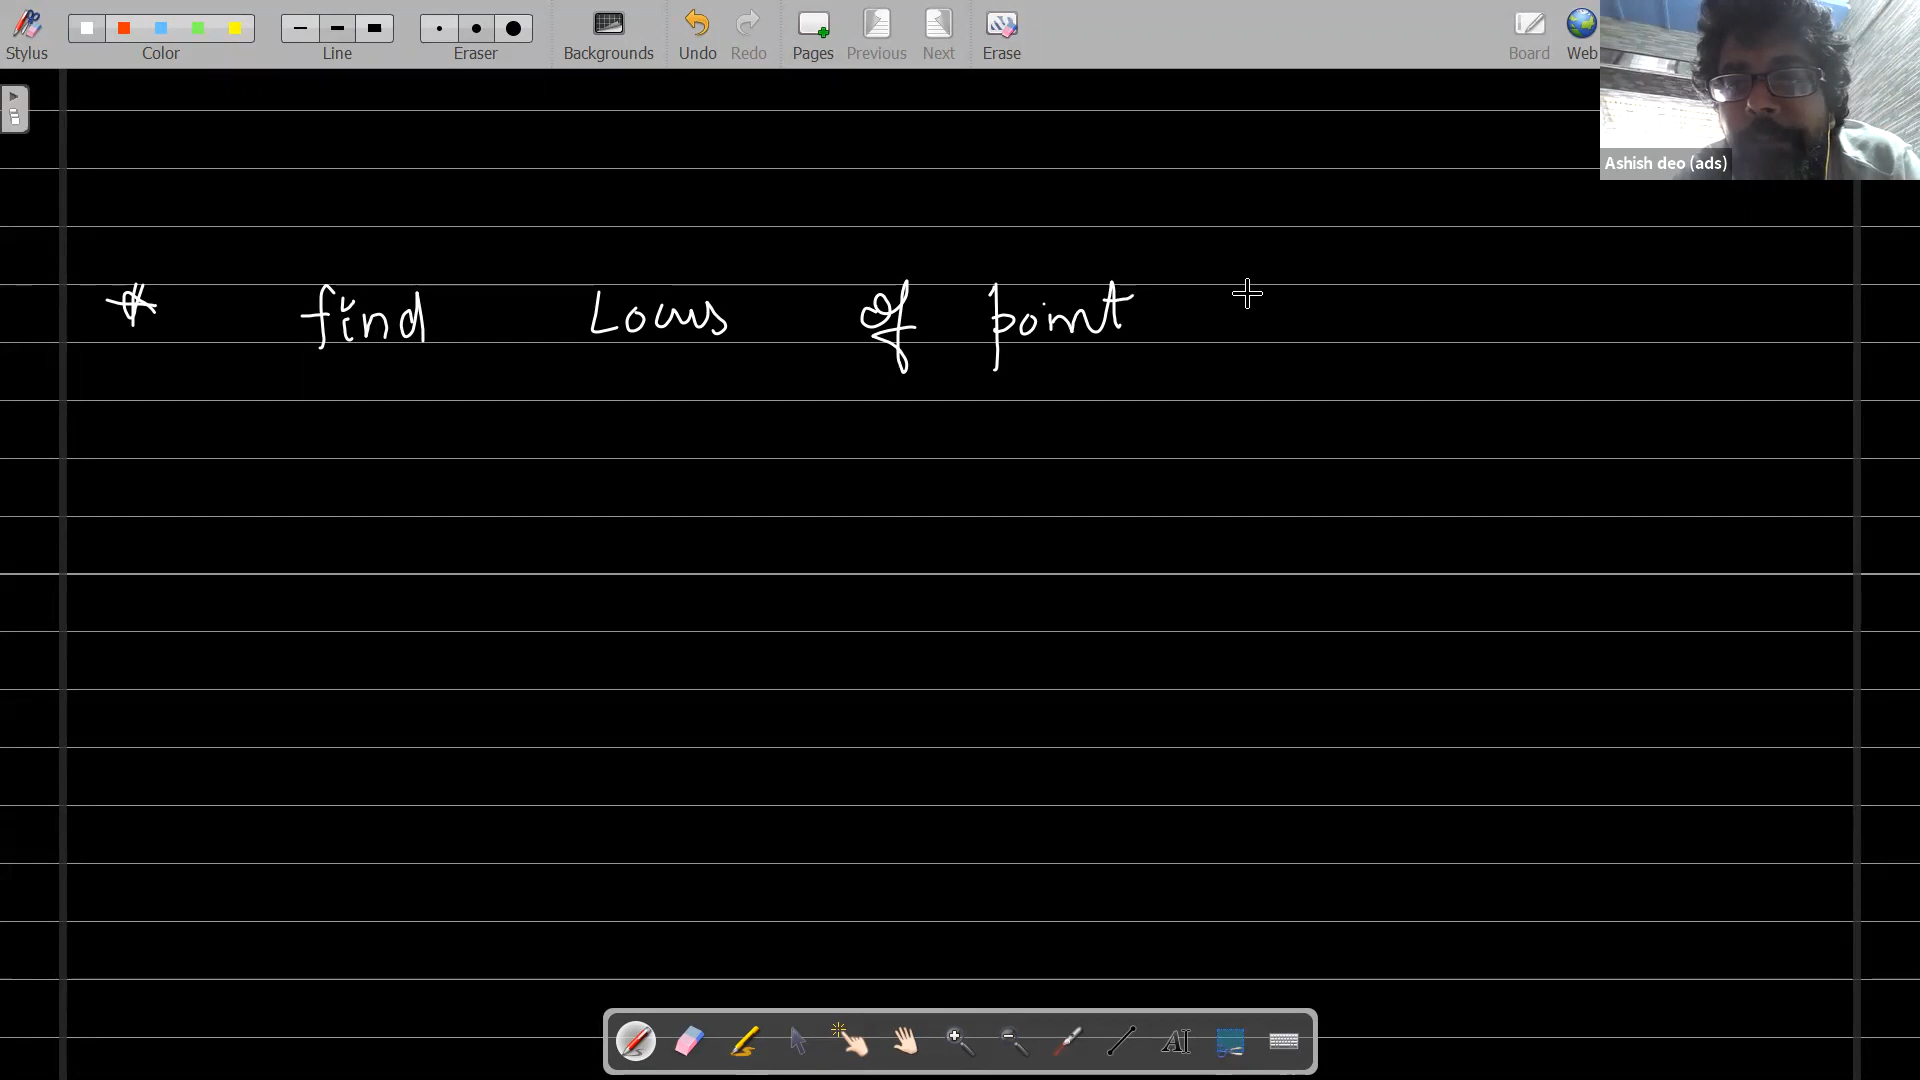 Stylus Color Line Eraser Backgrounds Undo Redo Pages Previous Next Erase Board Web
Ashish deo (ads)
* find Locus of point
AI